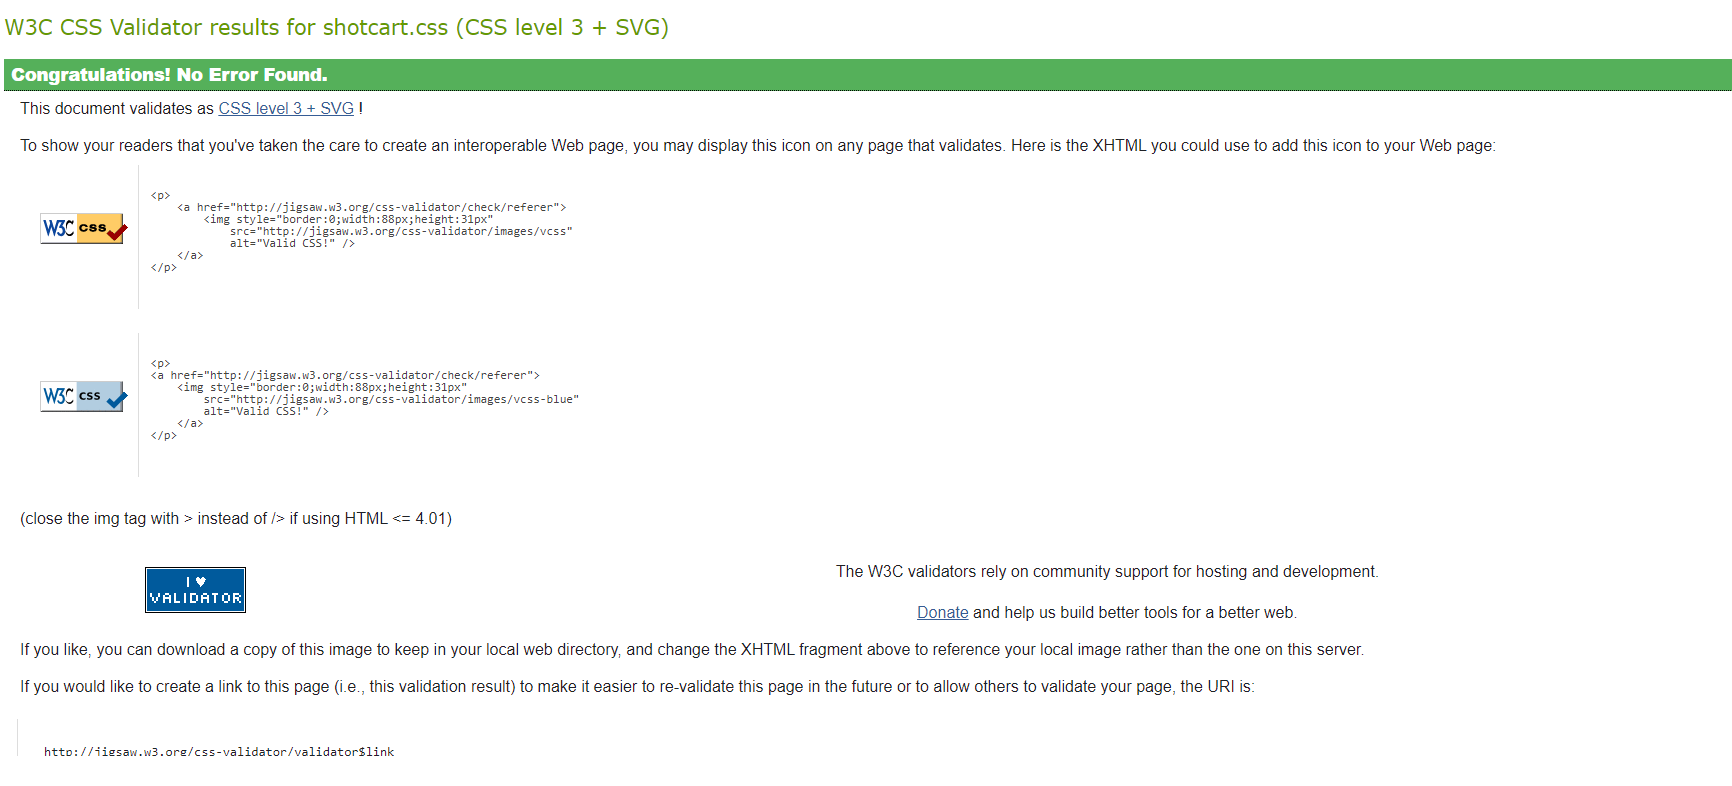 W3C CSS Validator results for shotcart.css (CSS level 3 + SVG)
Congratulations! No Error Found.
This document validates as CSS level 3 + SVG !
To show your readers that you've taken the care to create an interoperable Web page, you may display this icon on any page that validates. Here is the XHTML you could use to add this icon to your Web page:
W3C css
<p>
<a href="http://jigsaw.w3.org/css-validator/check/referer">
<img style="border:0;width:88px;height:31px"
src="http://jigsaw.w3.org/css-validator/images/vcss"
alt="Valid CSS!" />
</a>
</p>
W3C css
<p>
<a href="http://jigsaw.w3.org/css-validator/check/referer">
<img style="border:0;width:88px;height:31px"
src="http://jigsaw.w3.org/css-validator/images/vcss-blue"
alt="Valid CSS!" />
</a>
</p>
(close the img tag with > instead of /> if using HTML <= 4.01)
I ♥
VALIDATOR
The W3C validators rely on community support for hosting and development.
Donate and help us build better tools for a better web.
If you like, you can download a copy of this image to keep in your local web directory, and change the XHTML fragment above to reference your local image rather than the one on this server.
If you would like to create a link to this page (i.e., this validation result) to make it easier to re-validate this page in the future or to allow others to validate your page, the URI is:
http://jigsaw.w3.org/css-validator/validator$link